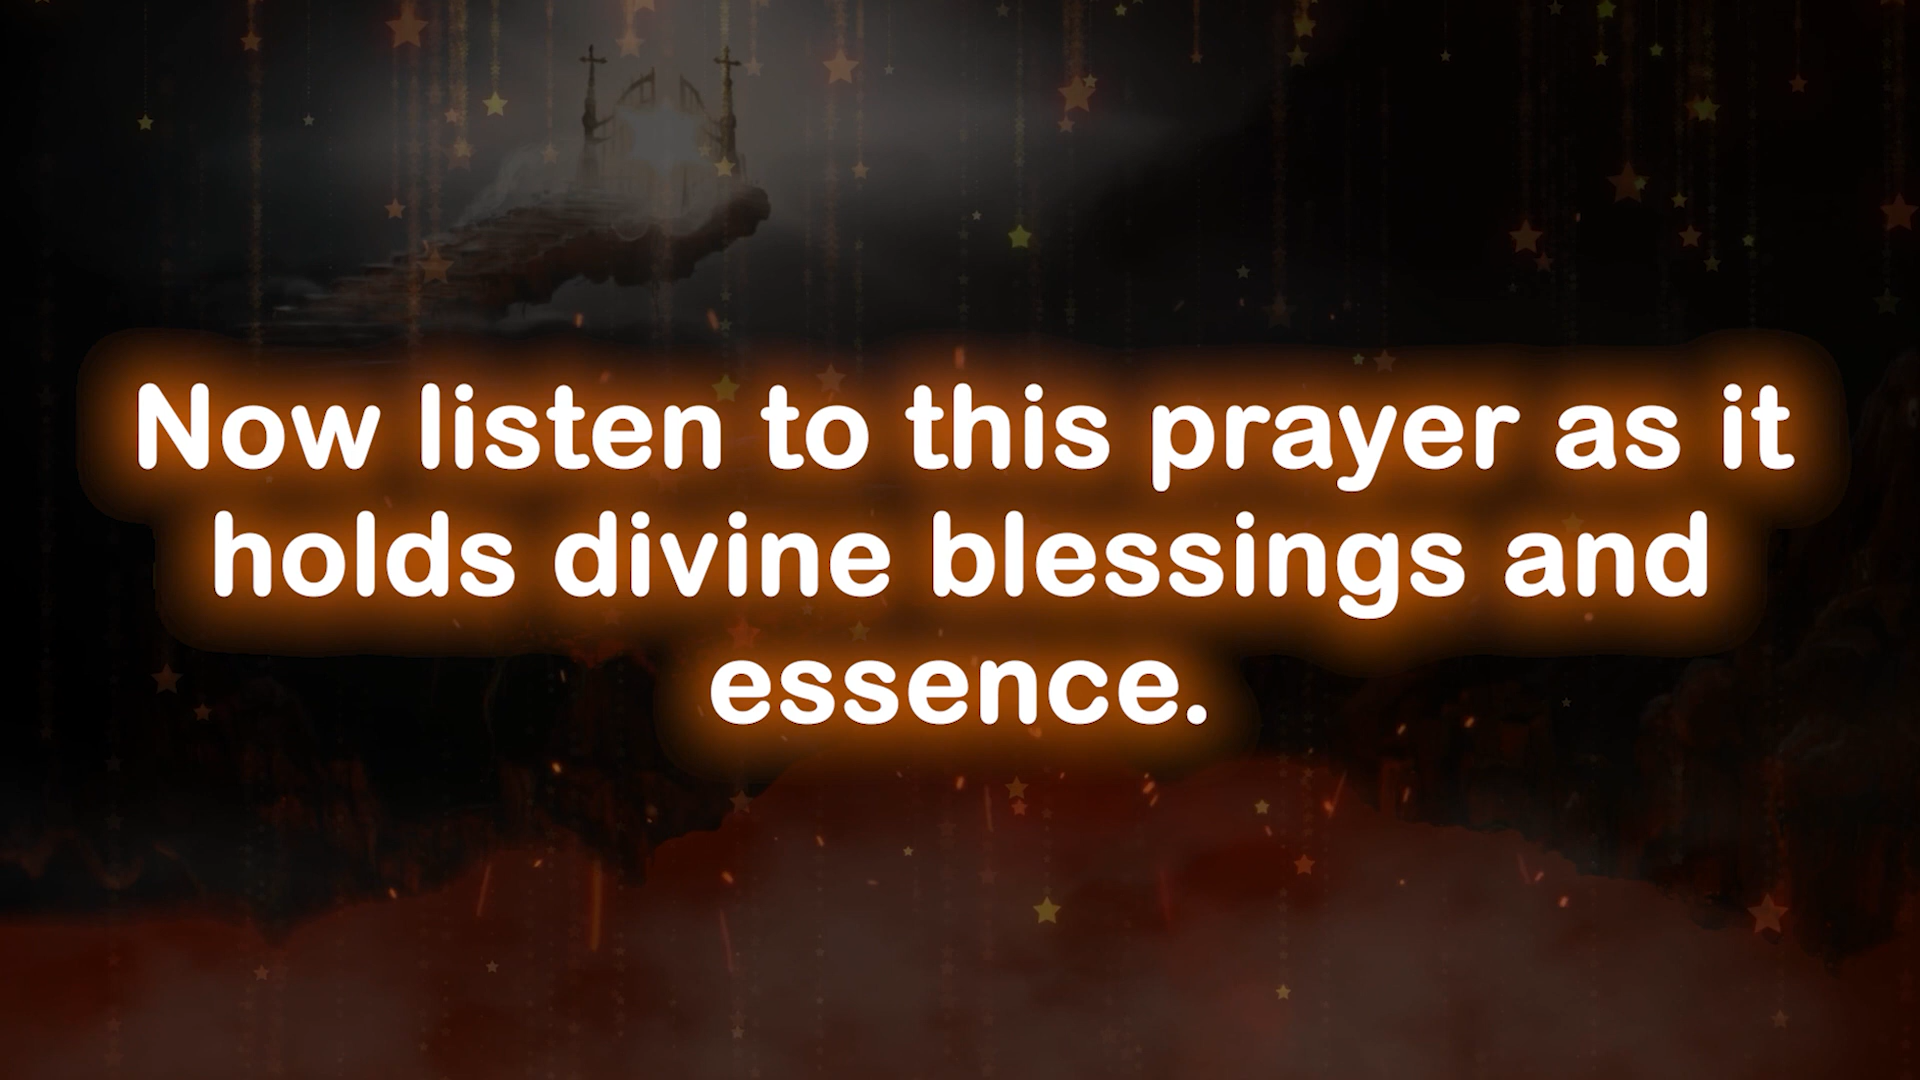 Now listen to this prayer as it
holds divine blessings and
essence.